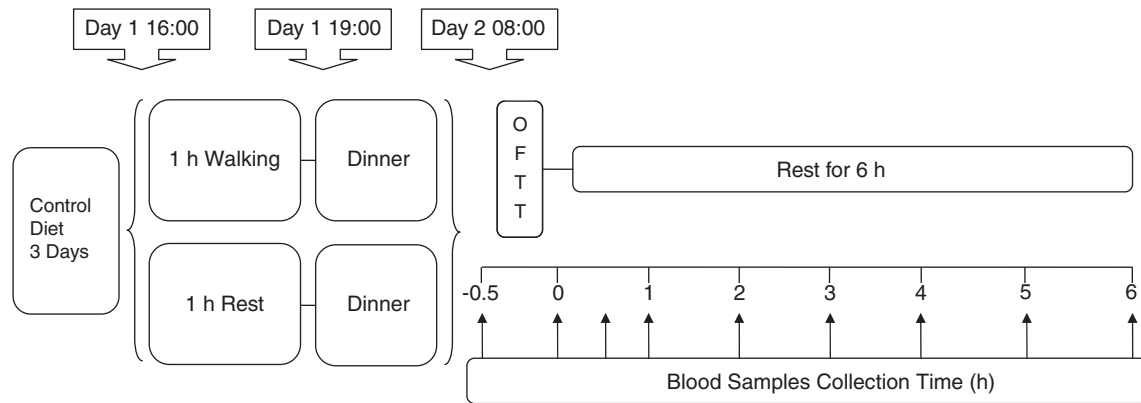 Day 1 16:00
Day 1 19:00
Day 2 08:00
Control
Diet
3 Days
1 h Walking
Dinner
1 h Rest
Dinner
O
F
T
T
Rest for 6 h
-0.5 0 1 2 3 4 5 6
Blood Samples Collection Time (h)